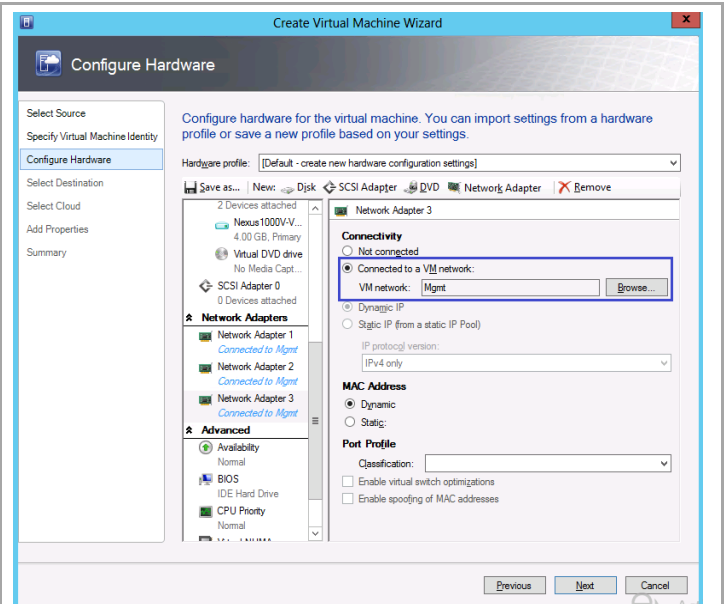 Create Virtual Machine Wizard
x
Configure Hardware
Select Source
Specify Virtual Machine Identity
Configure Hardware
Select Destination
Select Cloud
Add Properties
Summary
Configure hardware for the virtual machine. You can import settings from a hardware
profile or save a new profile based on your settings.
Hardware profile: [Default - create new hardware configuration settings]
Save as... New: Disk SCSI Adapter DVD Network Adapter Remove
2 Devices attached
Nexus1000V-V...
4.00 GB, Primary
Virtual DVD drive
No Media Capt...
SCSI Adapter 0
0 Devices attached
Network Adapters
Network Adapter 1
Connected to Mgmt
Network Adapter 2
Connected to Mgmt
Network Adapter 3
Connected to Mgmt
Advanced
Availability
Normal
BIOS
IDE Hard Drive
CPU Priority
Normal
Network Adapter 3
Connectivity
Not connected
Connected to a VM network:
VM network: Mgmt Browse...
Dynamic IP
Static IP (from a static IP Pool)
IP protocol version:
IPv4 only
MAC Address
Dynamic
Static:
Port Profile
Classification:
Enable virtual switch optimizations
Enable spoofing of MAC addresses
Previous Next Cancel